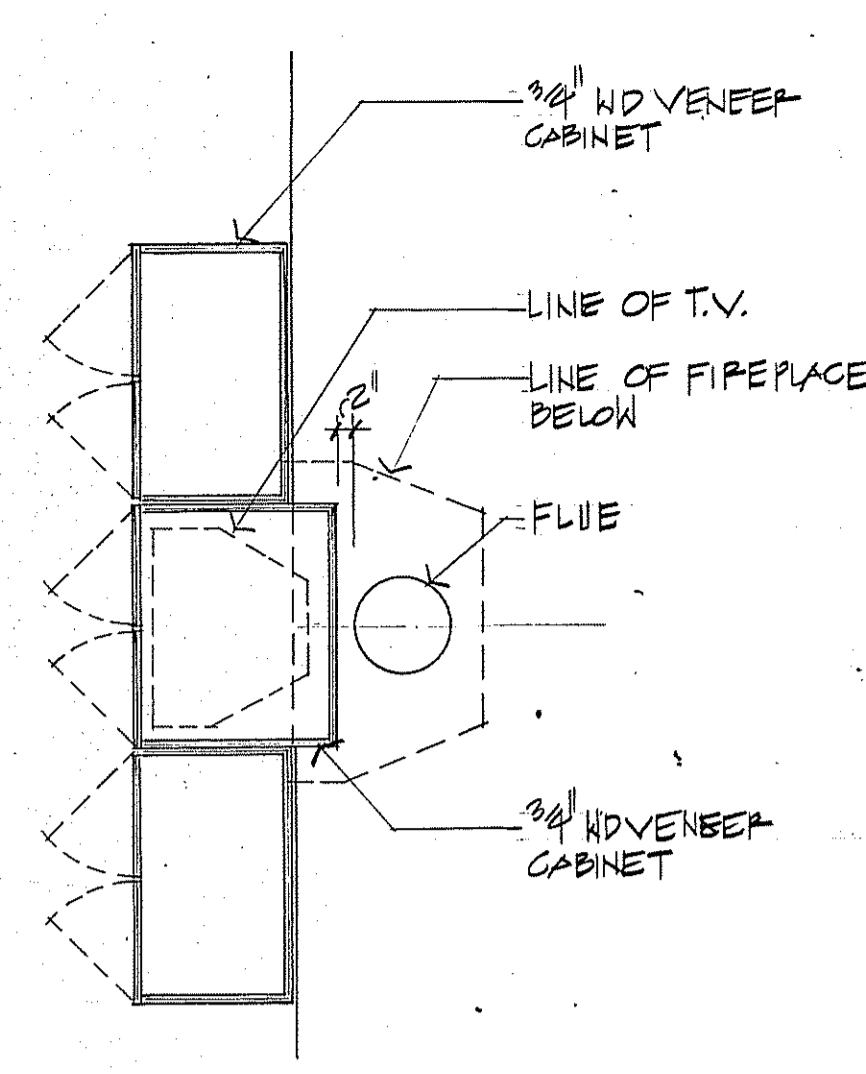 3/4" WD VENEER
CABINET
LINE OF T.V.
LINE OF FIREPLACE
BELOW
2"
FLUE
3/4" WD VENEER
CABINET